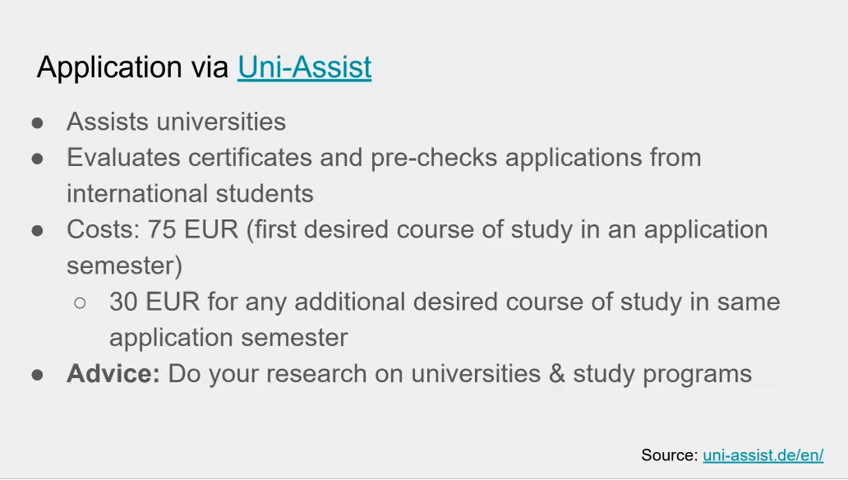 Application via Uni-Assist
● Assists universities
● Evaluates certificates and pre-checks applications from
international students
● Costs: 75 EUR (first desired course of study in an application
semester)
○ 30 EUR for any additional desired course of study in same
application semester
● Advice: Do your research on universities & study programs
Source: uni-assist.de/en/